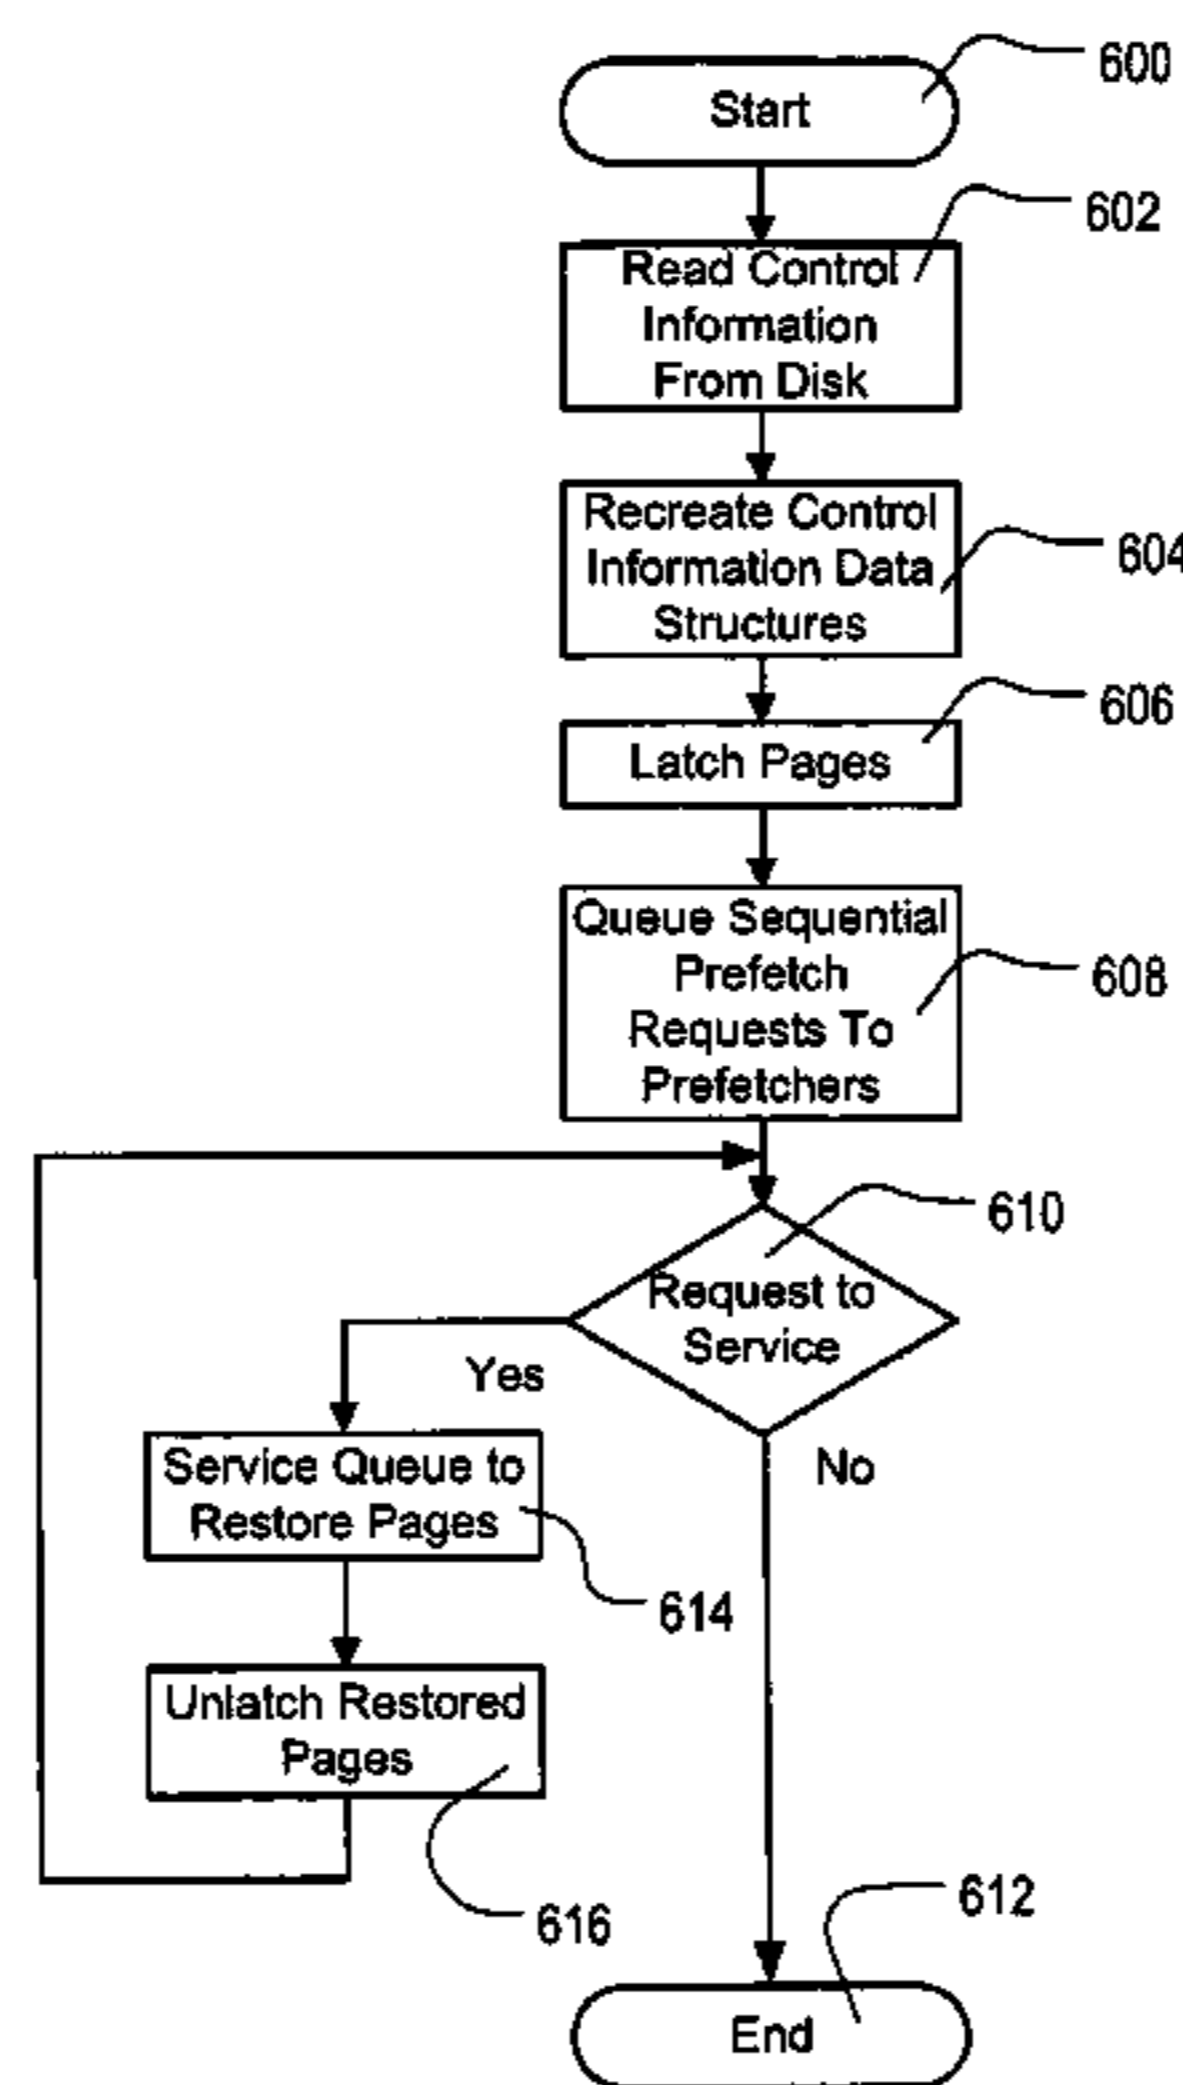 600
Start
602
Read Control
Information
From Disk
Recreate Control
Information Data
Structures
604
606
Latch Pages
Queue Sequential
Prefetch
Requests To
Prefetchers
608
610
Request to
Service
Yes
No
Service Queue to
Restore Pages
614
Unlatch Restored
Pages
616
612
End